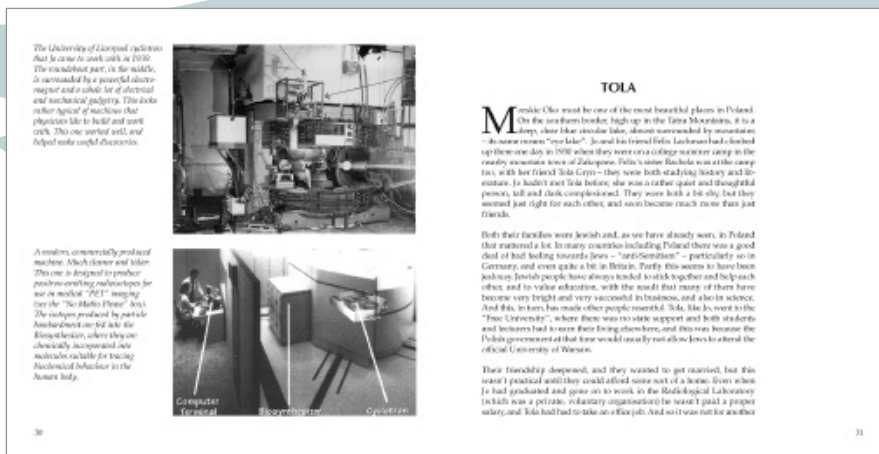 The University of Liverpool cyclotron
that Jo came to work with in 1939.
The roundabout part, in the middle,
is surrounded by a powerful electro-
magnet and a whole lot of electrical
and mechanical gadgetry. This looks
rather typical of machines that
physicists like to build and work
with. This one worked well, and
helped make useful discoveries.
A modern, commercially produced
machine. Much cleaner and tidier.
This one is designed to produce
positron-emitting radioisotopes for
use in medical "PET" imaging
(see the "No Maths Please" box).
The isotopes produced by particle
bombardment are fed into the
Biosynthesizer, where they are
chemically incorporated into
molecules suitable for tracing
biochemical behaviour in the
human body.
Computer
Terminal
Biosynthesizer
Cyclotron
30
TOLA
Morskie Oko must be one of the most beautiful places in Poland.
On the southern border, high up in the Tatra Mountains, it is a
deep, clear blue circular lake, almost surrounded by mountains
– its name means "eye lake". Jo and his friend Felix Lachman had climbed
up there one day in 1930 when they were on a college summer camp in the
nearby mountain town of Zakopane. Felix's sister Rachela was at the camp
too, with her friend Tola Gryn – they were both studying history and lit-
erature. Jo hadn't met Tola before; she was a rather quiet and thoughtful
person, tall and dark complexioned. They were both a bit shy, but they
seemed just right for each other, and soon became much more than just
friends.
Both their families were Jewish and, as we have already seen, in Poland
that mattered a lot. In many countries including Poland there was a good
deal of bad feeling towards Jews – "anti-Semitism" – particularly so in
Germany, and even quite a bit in Britain. Partly this seems to have been
jealousy. Jewish people have always tended to stick together and help each
other, and to value education, with the result that many of them have
become very bright and very successful in business, and also in science.
And this, in turn, has made other people resentful. Tola, like Jo, went to the
"Free University", where there was no state support and both students
and lecturers had to earn their living elsewhere, and this was because the
Polish government at that time would usually not allow Jews to attend the
official University of Warsaw.
Their friendship deepened, and they wanted to get married, but this
wasn't practical until they could afford some sort of a home. Even when
Jo had graduated and gone on to work in the Radiological Laboratory
(which was a private, voluntary organisation) he wasn't paid a proper
salary, and Tola had had to take an office job. And so it was not for another
31